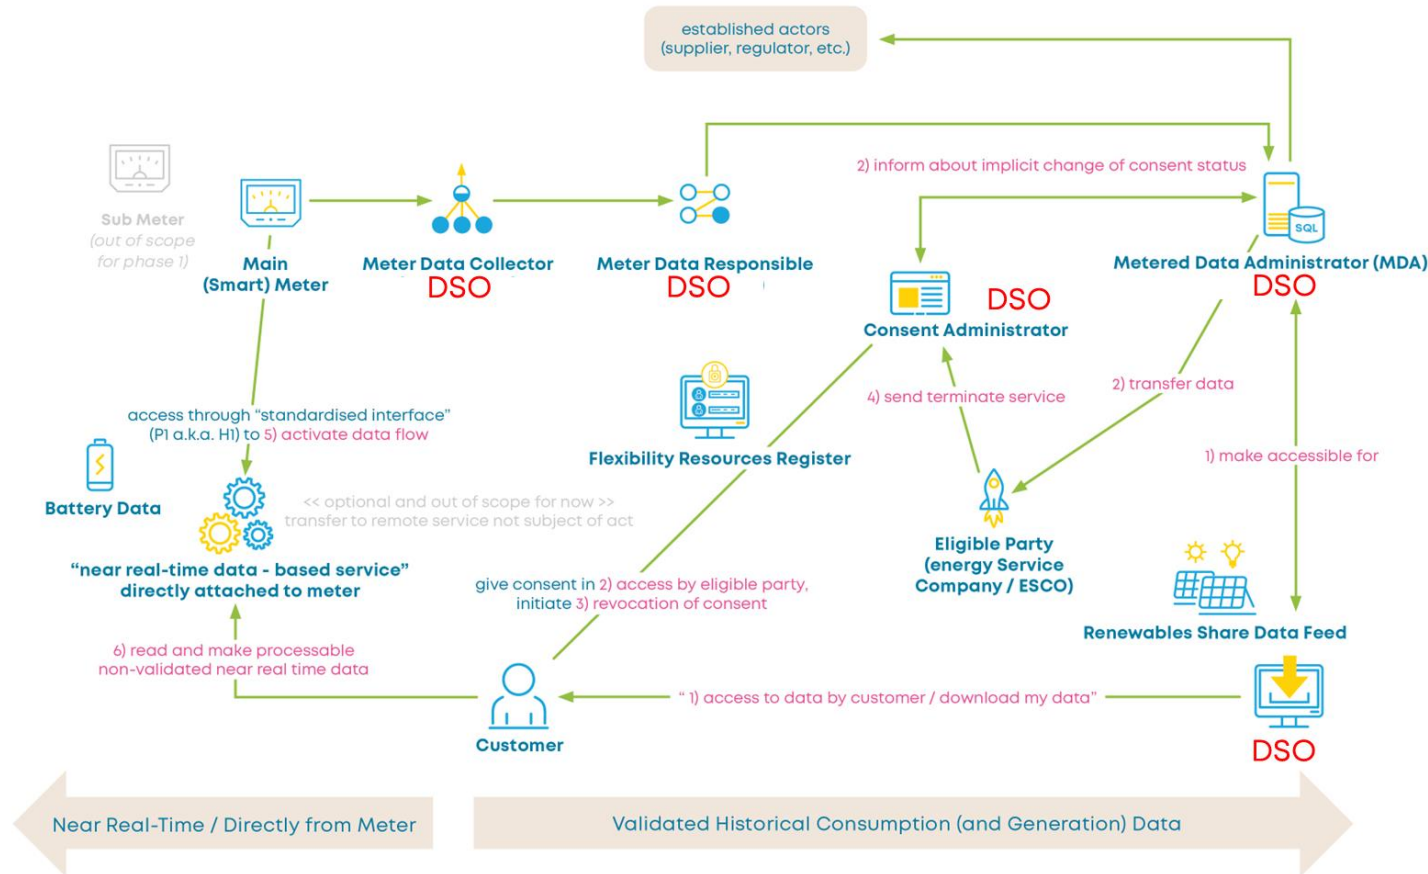 established actors
(supplier, regulator, etc.)
2) inform about implicit change of consent status
Sub Meter
(out of scope
for phase 1)
Main
(Smart) Meter
Meter Data Collector
DSO
Meter Data Responsible
DSO
SQL
Metered Data Administrator (MDA)
DSO
DSO
Consent Administrator
access through “standardised interface”
(P1 a.k.a. H1) to 5) activate data flow
Flexibility Resources Register
4) send terminate service
2) transfer data
1) make accessible for
Battery Data
<< optional and out of scope for now >>
transfer to remote service not subject of act
“near real-time data - based service”
directly attached to meter
Eligible Party
(energy Service
Company / ESCO)
give consent in 2) access by eligible party,
initiate 3) revocation of consent
Renewables Share Data Feed
6) read and make processable
non-validated near real time data
“ 1) access to data by customer / download my data”
Customer
DSO
Near Real-Time / Directly from Meter
Validated Historical Consumption (and Generation) Data